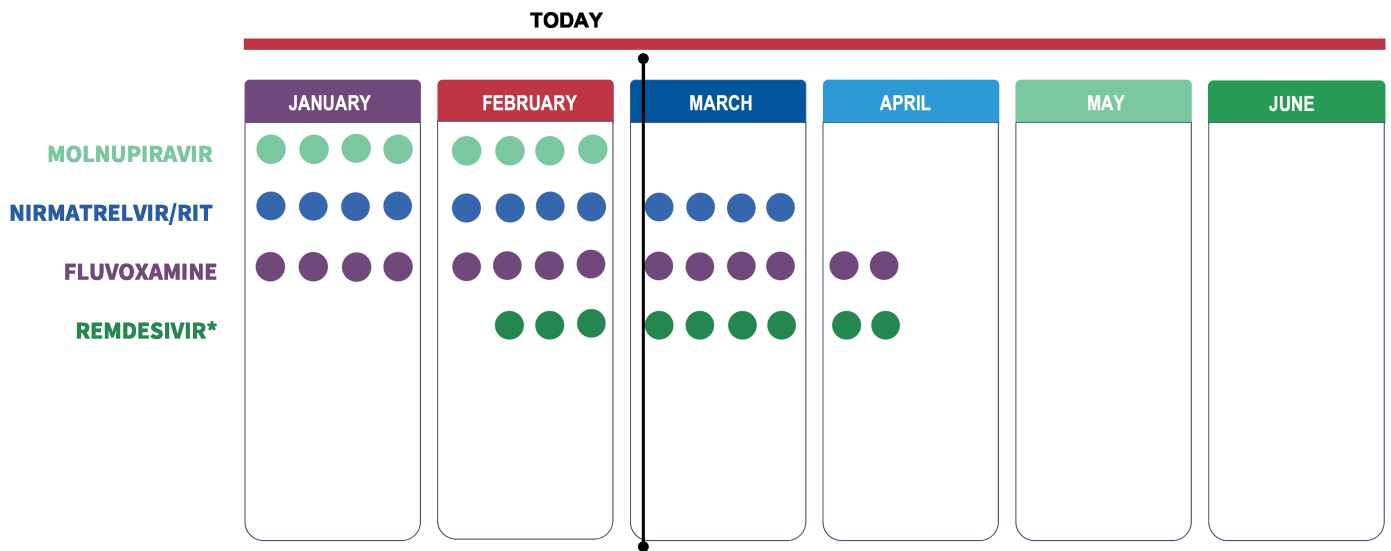 TODAY
JANUARY
FEBRUARY
MARCH
APRIL
MAY
JUNE
MOLNUPIRAVIR
NIRMATRELVIR/RIT
FLUVOXAMINE
REMDESIVIR*